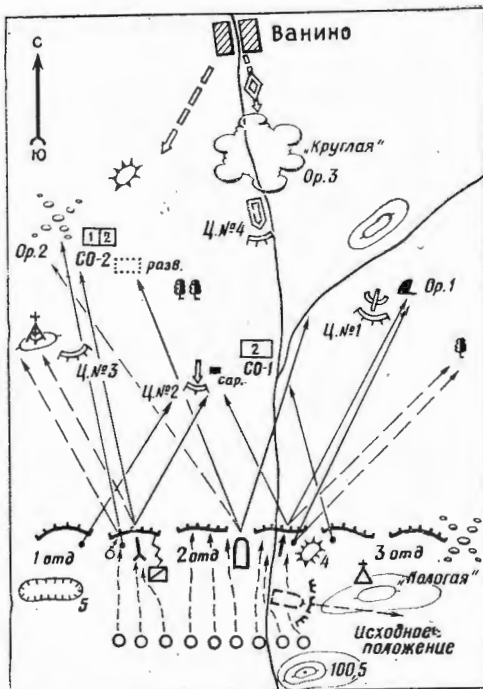 Ванино
С
Ю
„Круглая"
Ор.3
Ц.№4
1 2
Ор.2
СО-2
разв.
Ор.1
Ц.№1
2
СО-1
Ц.№3
Ц.№2
сар.
1 отд
2 отд
4
3 отд
5
„Пологая"
Исходное
положение
100,5